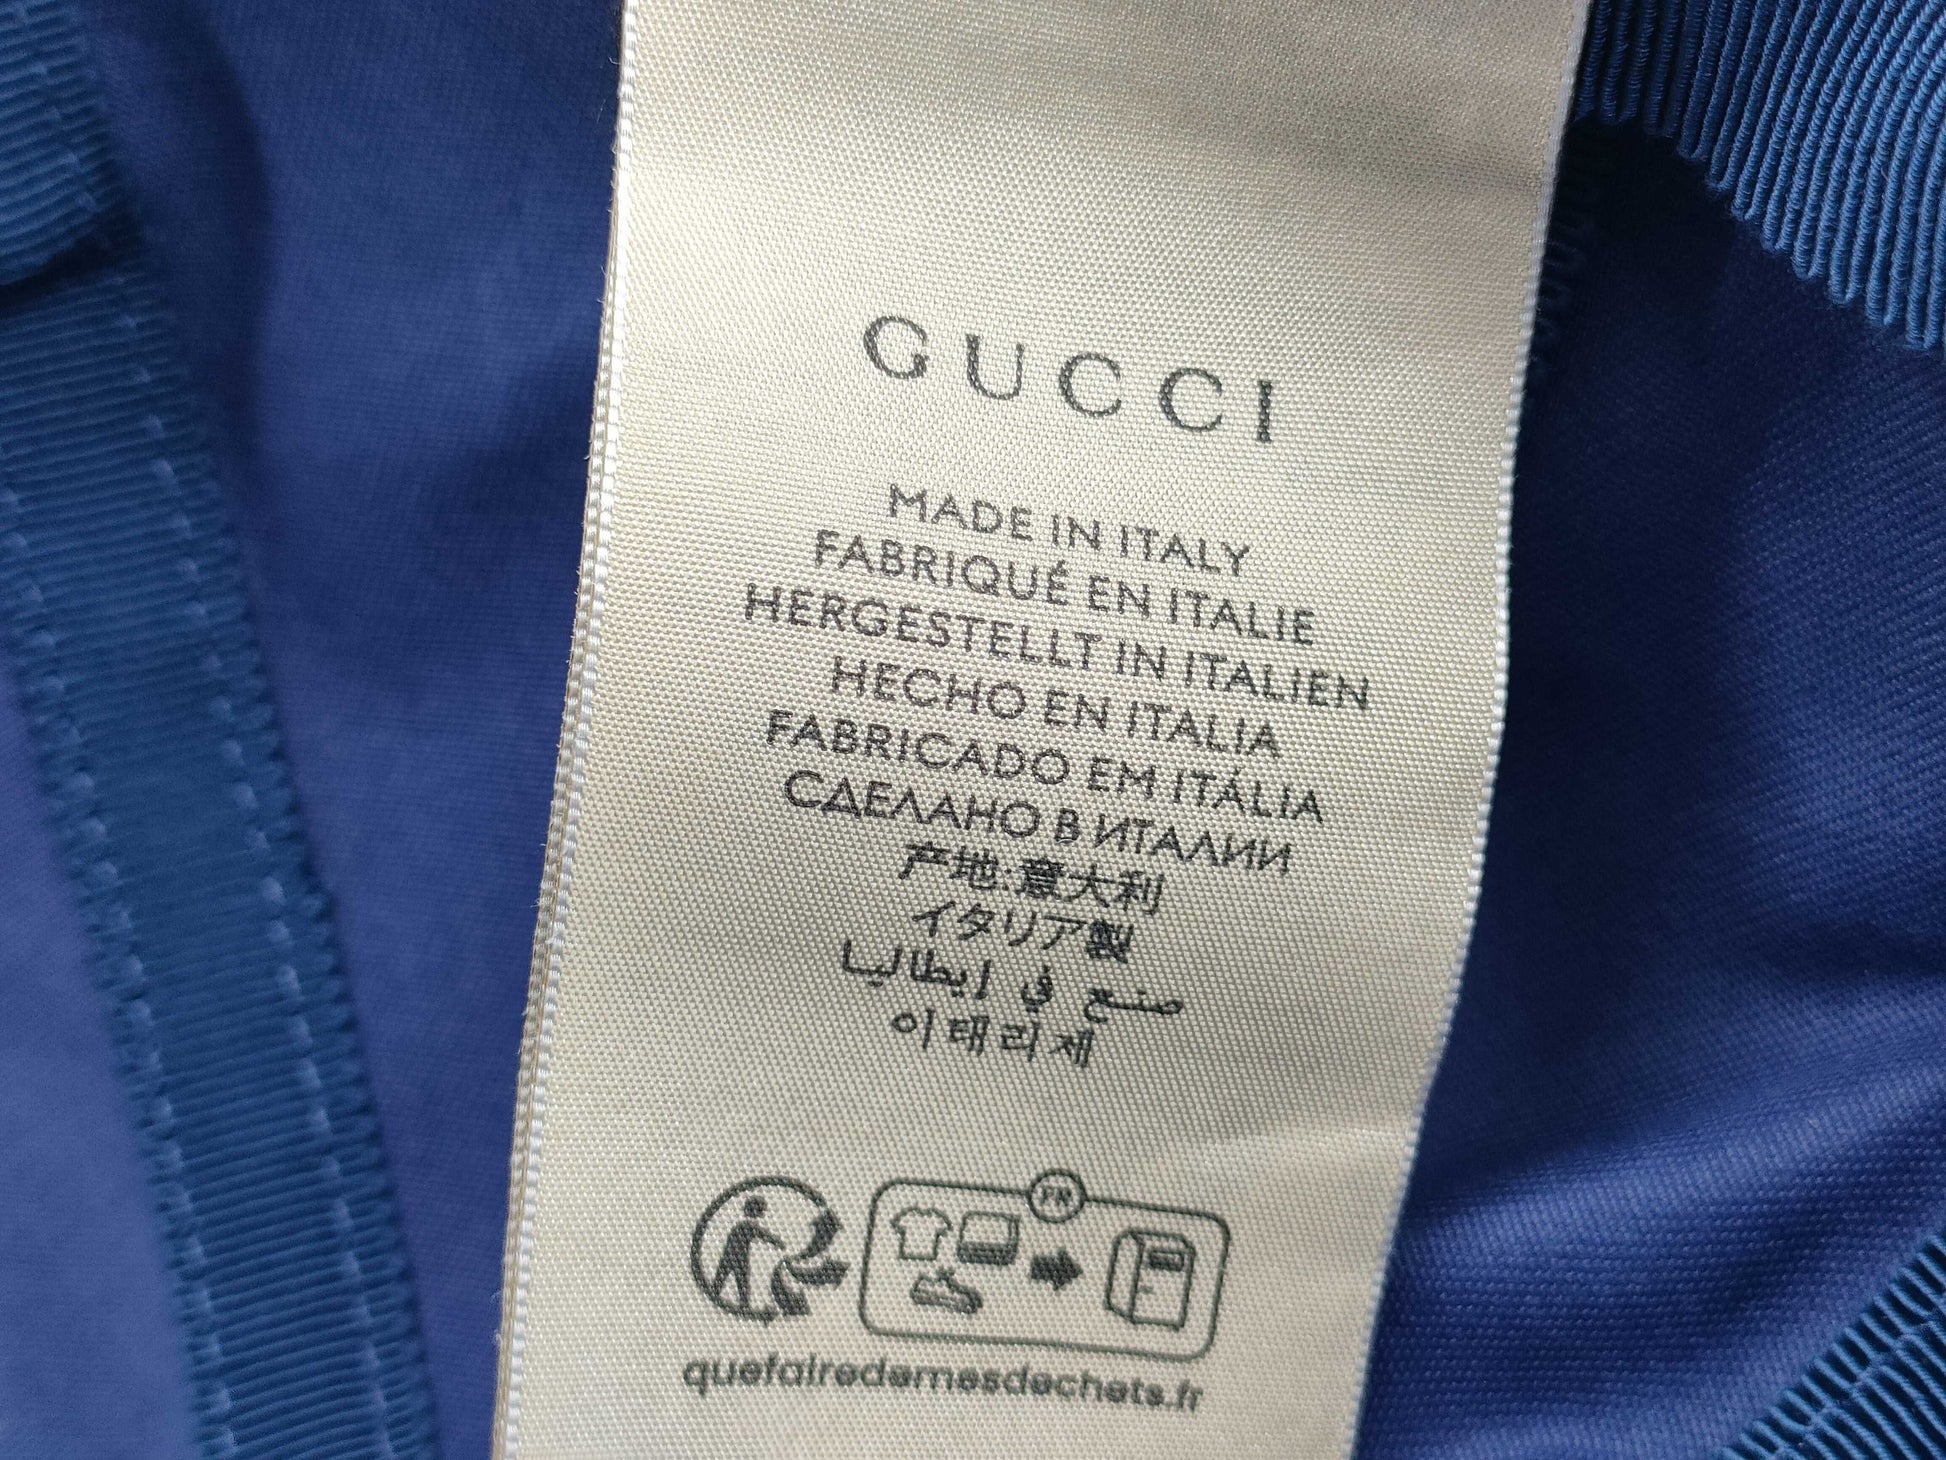 GUCCI
MADE IN ITALY
FABRIQUÉ EN ITALIE
HERGESTELLT IN ITALIEN
HECHO EN ITALIA
FABRICADO EM ITÁLIA
СДЕЛАНО В ИТАЛИИ
产地:意大利
イタリア製
صنع في إيطاليا
이태리제
FR
quefairedemesdechets.fr